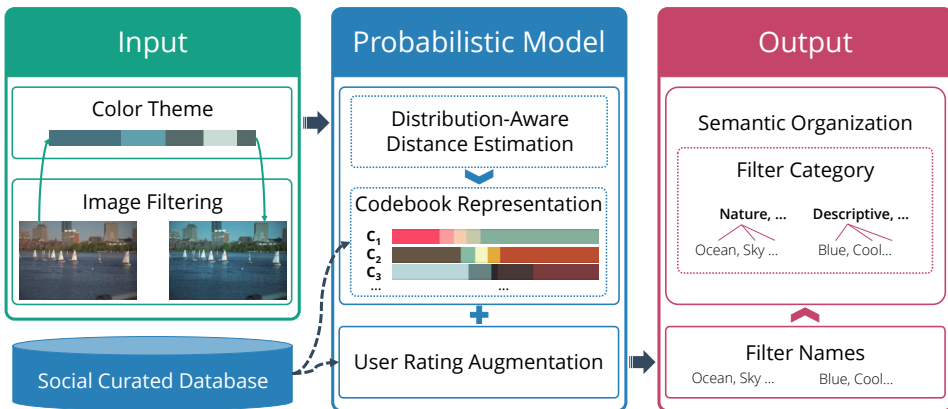 Input
Color Theme
Image Filtering
Social Curated Database
Probabilistic Model
Distribution-Aware
Distance Estimation
Codebook Representation
C1
C2
C3
... ...
User Rating Augmentation
Output
Semantic Organization
Filter Category
Nature, ... Descriptive, ...
Ocean, Sky ... Blue, Cool...
Filter Names
Ocean, Sky ... Blue, Cool...